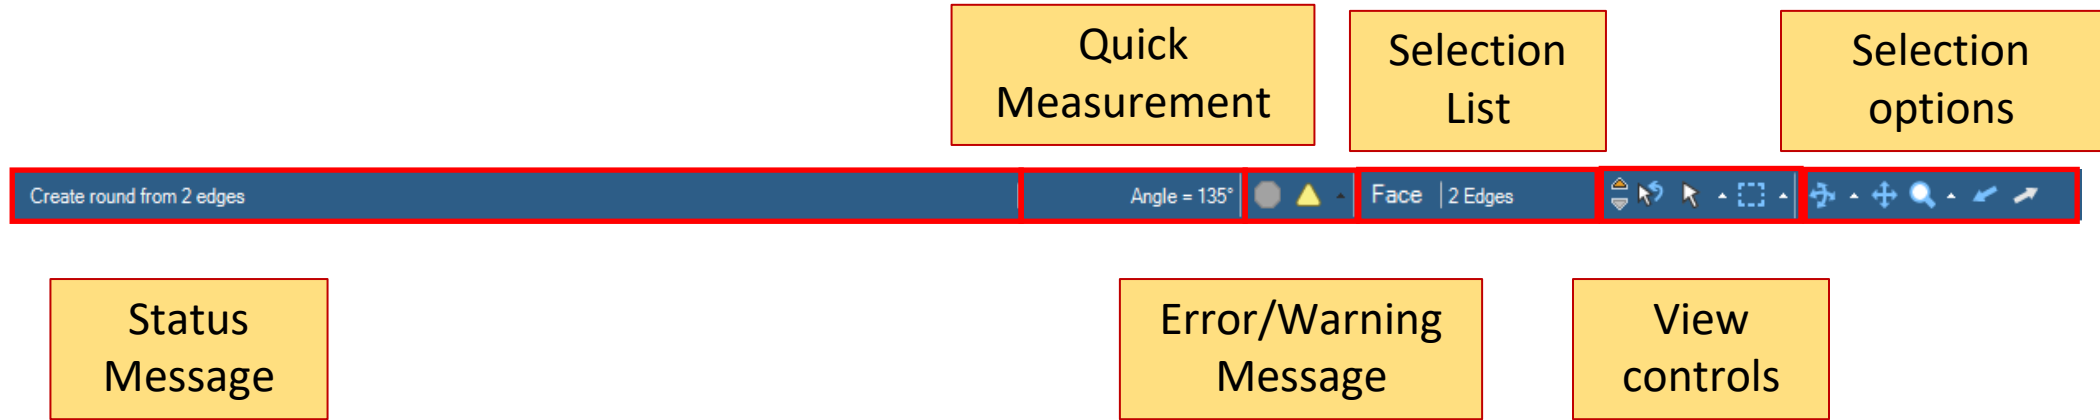 Quick
Measurement
Selection
List
Selection
options
Create round from 2 edges
Angle = 135°
Face
2 Edges
Status
Message
Error/Warning
Message
View
controls